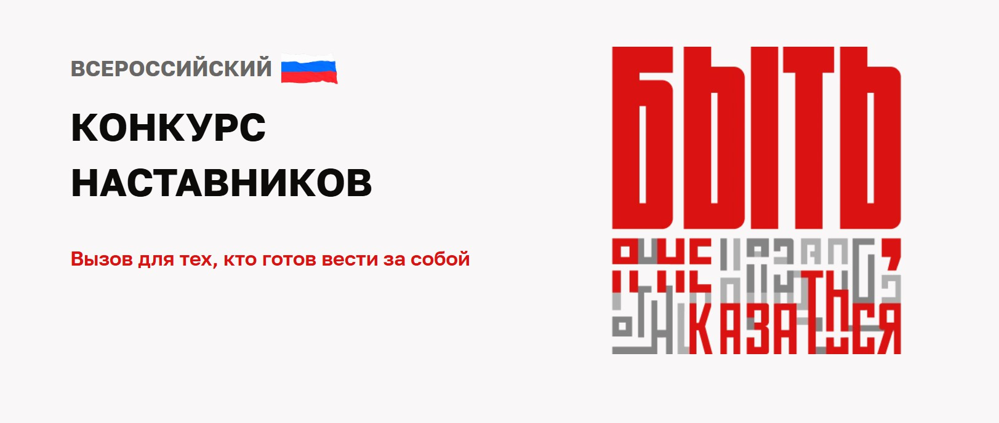 ВСЕРОССИЙСКИЙ
КОНКУРС
НАСТАВНИКОВ
Вызов для тех, кто готов вести за собой
БЫТЬ
КАЗАТЬСЯ